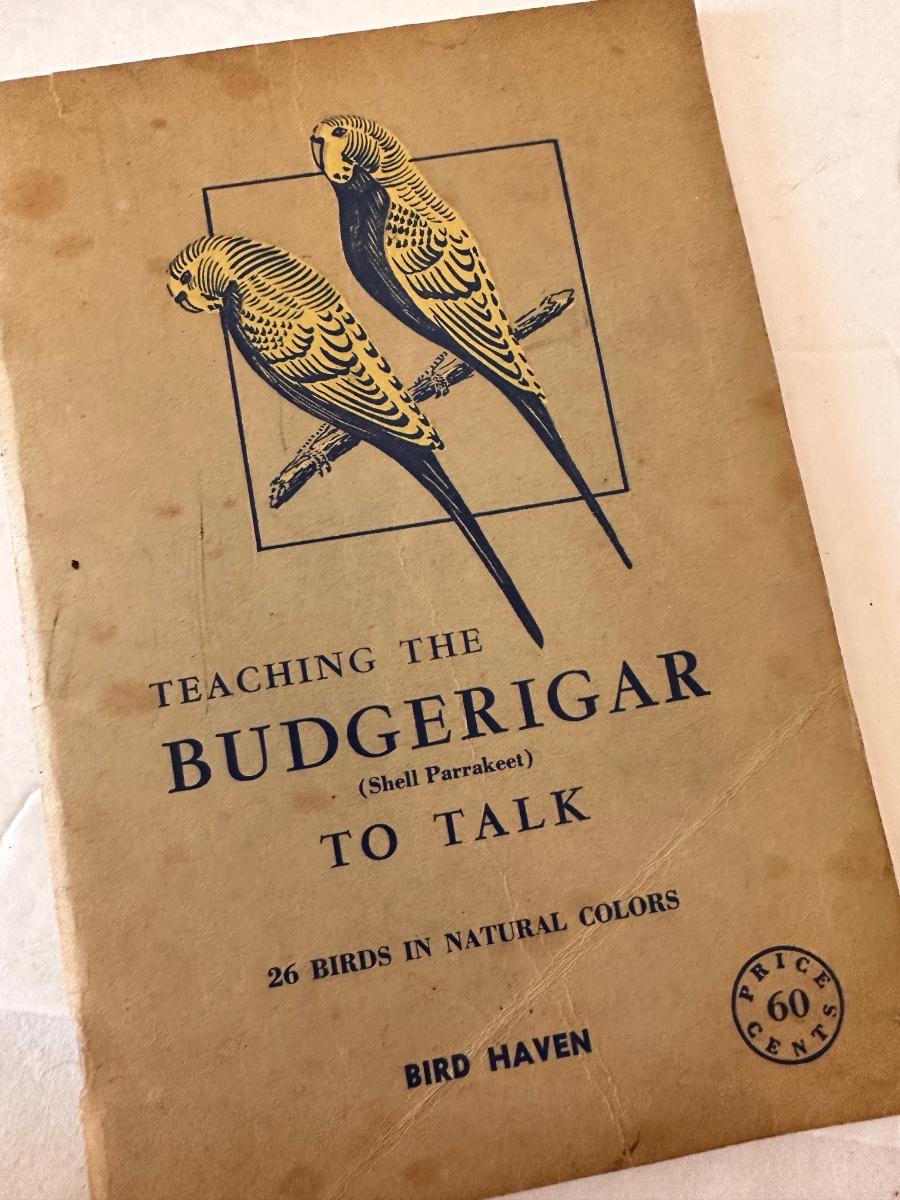 TEACHING THE
BUDGERIGAR
(Shell Parrakeet)
TO TALK
26 BIRDS IN NATURAL COLORS
BIRD HAVEN
PRICE
60
CENTS